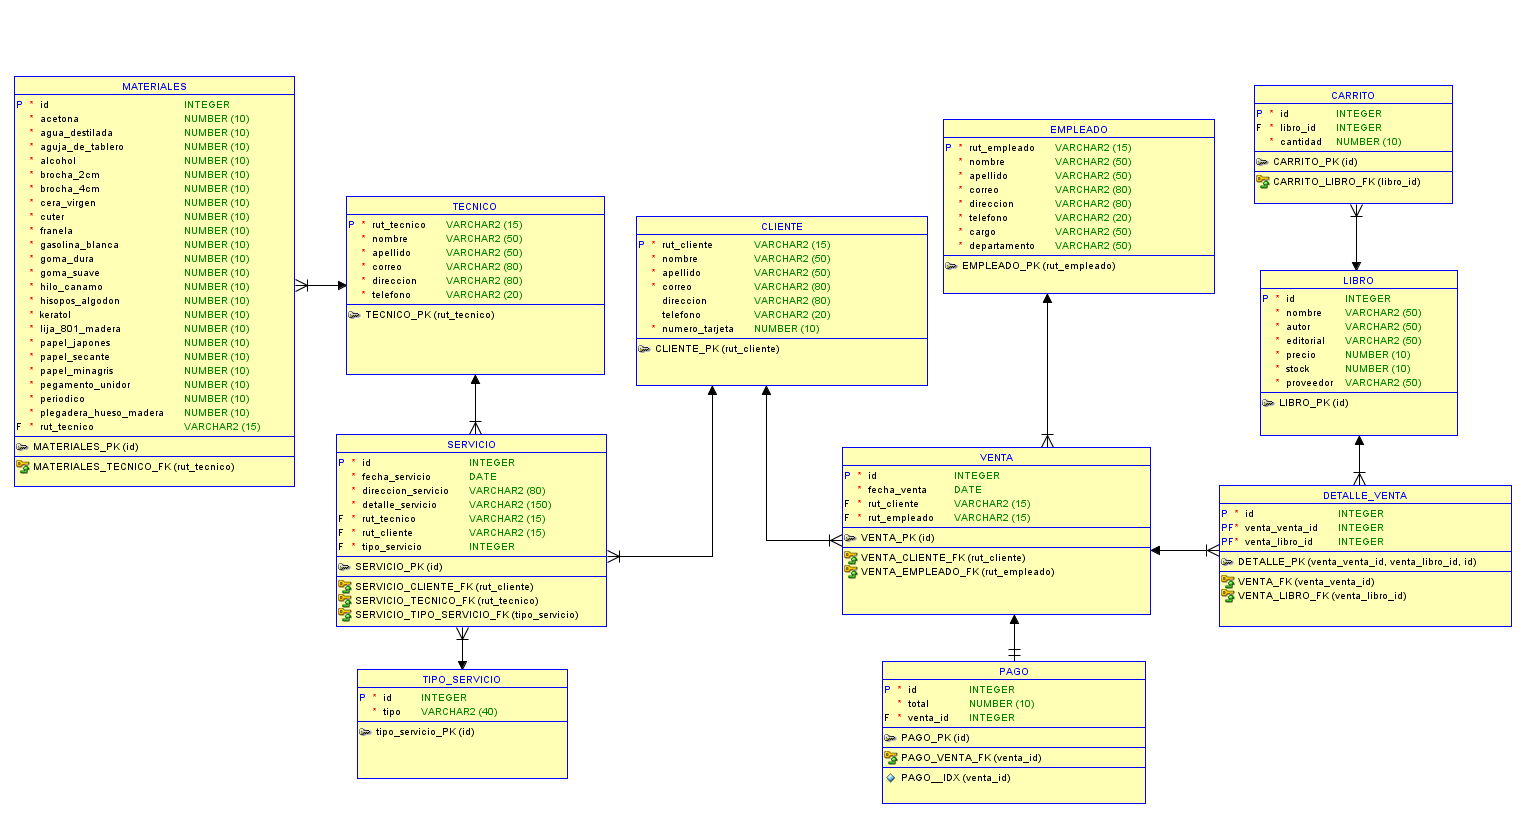 MATERIALES
P * id INTEGER
* acetona NUMBER (10)
* agua_destilada NUMBER (10)
* aguja_de_tablero NUMBER (10)
* alcohol NUMBER (10)
* brocha_2cm NUMBER (10)
* brocha_4cm NUMBER (10)
* cera_virgen NUMBER (10)
* cuter NUMBER (10)
* franela NUMBER (10)
* gasolina_blanca NUMBER (10)
* goma_dura NUMBER (10)
* goma_suave NUMBER (10)
* hilo_canamo NUMBER (10)
* hisopos_algodon NUMBER (10)
* keratol NUMBER (10)
* lija_801_madera NUMBER (10)
* papel_japones NUMBER (10)
* papel_secante NUMBER (10)
* papel_minagris NUMBER (10)
* pegamento_unidor NUMBER (10)
* periodico NUMBER (10)
* plegadera_hueso_madera NUMBER (10)
F * rut_tecnico VARCHAR2 (15)
MATERIALES_PK (id)
MATERIALES_TECNICO_FK (rut_tecnico)
TECNICO
P * rut_tecnico VARCHAR2 (15)
* nombre VARCHAR2 (50)
* apellido VARCHAR2 (50)
* correo VARCHAR2 (80)
* direccion VARCHAR2 (80)
* telefono VARCHAR2 (20)
TECNICO_PK (rut_tecnico)
SERVICIO
P * id INTEGER
* fecha_servicio DATE
* direccion_servicio VARCHAR2 (80)
* detalle_servicio VARCHAR2 (150)
F * rut_tecnico VARCHAR2 (15)
F * rut_cliente VARCHAR2 (15)
F * tipo_servicio INTEGER
SERVICIO_PK (id)
SERVICIO_CLIENTE_FK (rut_cliente)
SERVICIO_TECNICO_FK (rut_tecnico)
SERVICIO_TIPO_SERVICIO_FK (tipo_servicio)
TIPO_SERVICIO
P * id INTEGER
* tipo VARCHAR2 (40)
tipo_servicio_PK (id)
CLIENTE
P * rut_cliente VARCHAR2 (15)
* nombre VARCHAR2 (50)
* apellido VARCHAR2 (50)
* correo VARCHAR2 (80)
direccion VARCHAR2 (80)
telefono VARCHAR2 (20)
* numero_tarjeta NUMBER (10)
CLIENTE_PK (rut_cliente)
EMPLEADO
P * rut_empleado VARCHAR2 (15)
* nombre VARCHAR2 (50)
* apellido VARCHAR2 (50)
* correo VARCHAR2 (80)
* direccion VARCHAR2 (80)
* telefono VARCHAR2 (20)
* cargo VARCHAR2 (50)
* departamento VARCHAR2 (50)
EMPLEADO_PK (rut_empleado)
VENTA
P * id INTEGER
* fecha_venta DATE
F * rut_cliente VARCHAR2 (15)
F * rut_empleado VARCHAR2 (15)
VENTA_PK (id)
VENTA_CLIENTE_FK (rut_cliente)
VENTA_EMPLEADO_FK (rut_empleado)
PAGO
P * id INTEGER
* total NUMBER (10)
F * venta_id INTEGER
PAGO_PK (id)
PAGO_VENTA_FK (venta_id)
PAGO__IDX (venta_id)
CARRITO
P * id INTEGER
F * libro_id INTEGER
* cantidad NUMBER (10)
CARRITO_PK (id)
CARRITO_LIBRO_FK (libro_id)
LIBRO
P * id INTEGER
* nombre VARCHAR2 (50)
* autor VARCHAR2 (50)
* editorial VARCHAR2 (50)
* precio NUMBER (10)
* stock NUMBER (10)
* proveedor VARCHAR2 (50)
LIBRO_PK (id)
DETALLE_VENTA
P * id INTEGER
PF* venta_venta_id INTEGER
PF* venta_libro_id INTEGER
DETALLE_PK (venta_venta_id, venta_libro_id, id)
VENTA_FK (venta_venta_id)
VENTA_LIBRO_FK (venta_libro_id)